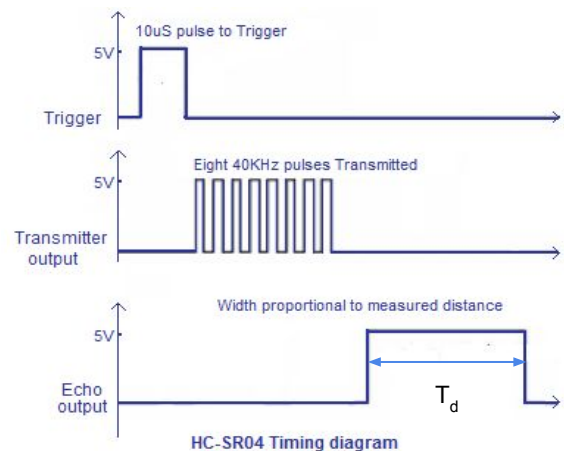 10uS pulse to Trigger
5V
Trigger
Eight 40KHz pulses Transmitted
5V
Transmitter
output
Width proportional to measured distance
5V
Echo
output
Td
HC-SR04 Timing diagram